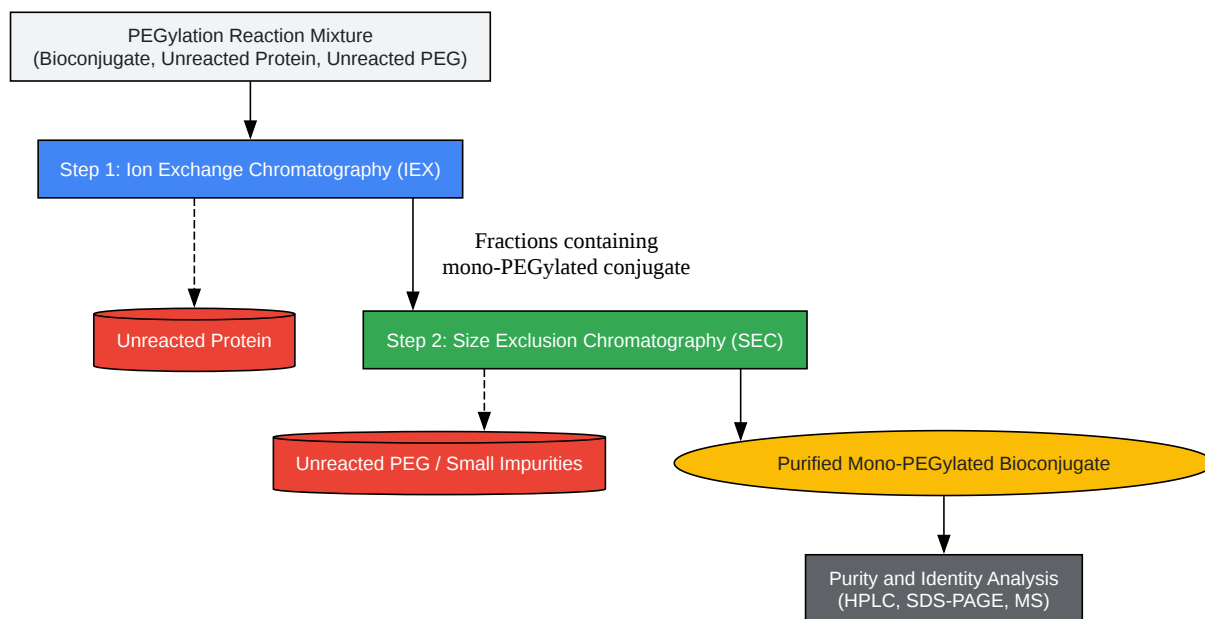 PEGylation Reaction Mixture
(Bioconjugate, Unreacted Protein, Unreacted PEG)
Step 1: Ion Exchange Chromatography (IEX)
Fractions containing
mono-PEGylated conjugate
Unreacted Protein
Step 2: Size Exclusion Chromatography (SEC)
Unreacted PEG / Small Impurities
Purified Mono-PEGylated Bioconjugate
Purity and Identity Analysis
(HPLC, SDS-PAGE, MS)